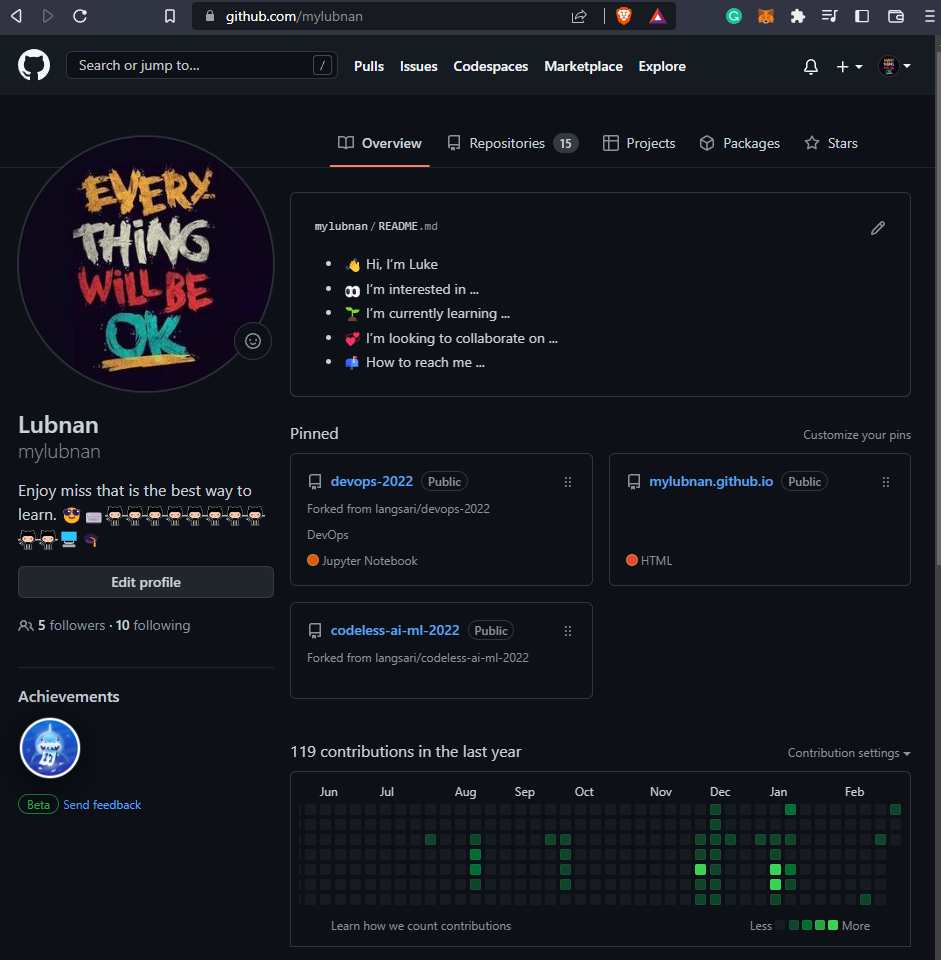 github.com/mylubnan
Search or jump to... /
Pulls Issues Codespaces Marketplace Explore
Overview Repositories 15 Projects Packages Stars
EVERY
THING
WILL BE
OK
mylubnan/README.md
👋 Hi, I’m Luke
👀 I’m interested in ...
🌱 I’m currently learning ...
💞️ I’m looking to collaborate on ...
📫 How to reach me ...
Lubnan
mylubnan
Enjoy miss that is the best way to
learn.
Edit profile
5 followers · 10 following
Achievements
Beta Send feedback
Pinned
Customize your pins
devops-2022 Public
Forked from langsari/devops-2022
DevOps
Jupyter Notebook
mylubnan.github.io Public
HTML
codeless-ai-ml-2022 Public
Forked from langsari/codeless-ai-ml-2022
119 contributions in the last year
Contribution settings
Jun Jul Aug Sep Oct Nov Dec Jan Feb
Learn how we count contributions
Less More